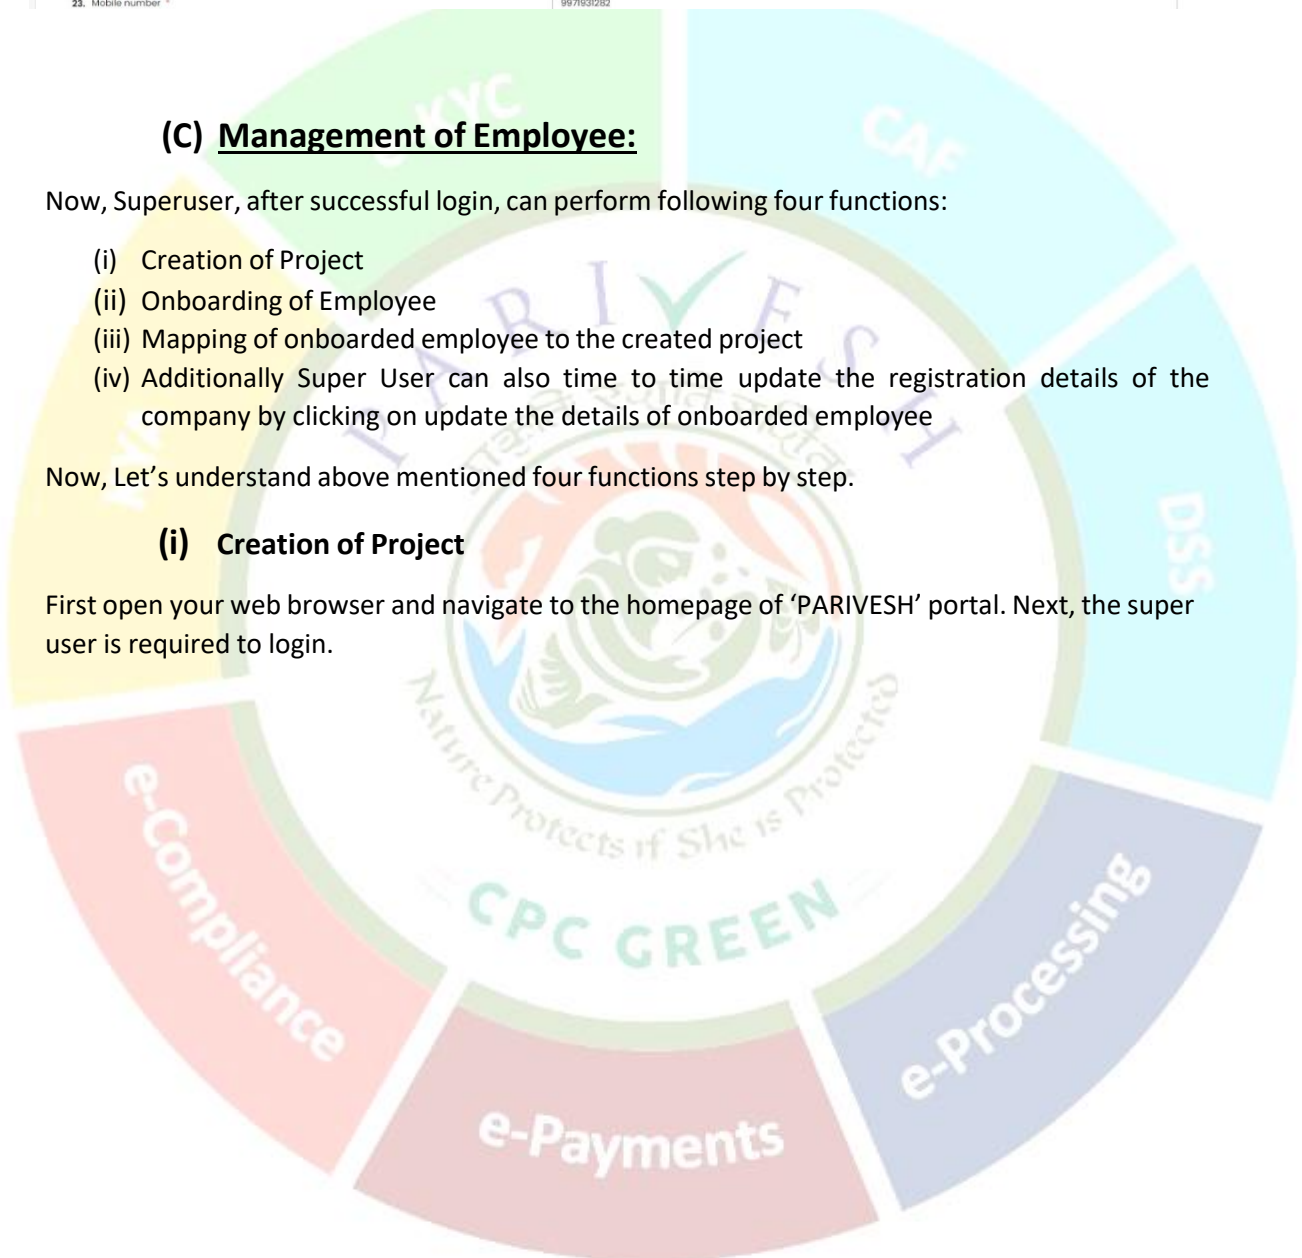 23. Mobile number *
9971931282
(C) Management of Employee:
Now, Superuser, after successful login, can perform following four functions:
(i) Creation of Project
(ii) Onboarding of Employee
(iii) Mapping of onboarded employee to the created project
(iv) Additionally Super User can also time to time update the registration details of the
company by clicking on update the details of onboarded employee
Now, Let’s understand above mentioned four functions step by step.
(i) Creation of Project
First open your web browser and navigate to the homepage of ‘PARIVESH’ portal. Next, the super
user is required to login.
KYC
CAF
DSS
e-Processing
e-Payments
e-Compliance
PARIVESH
Nature Protects if She is Protected
CPC GREEN